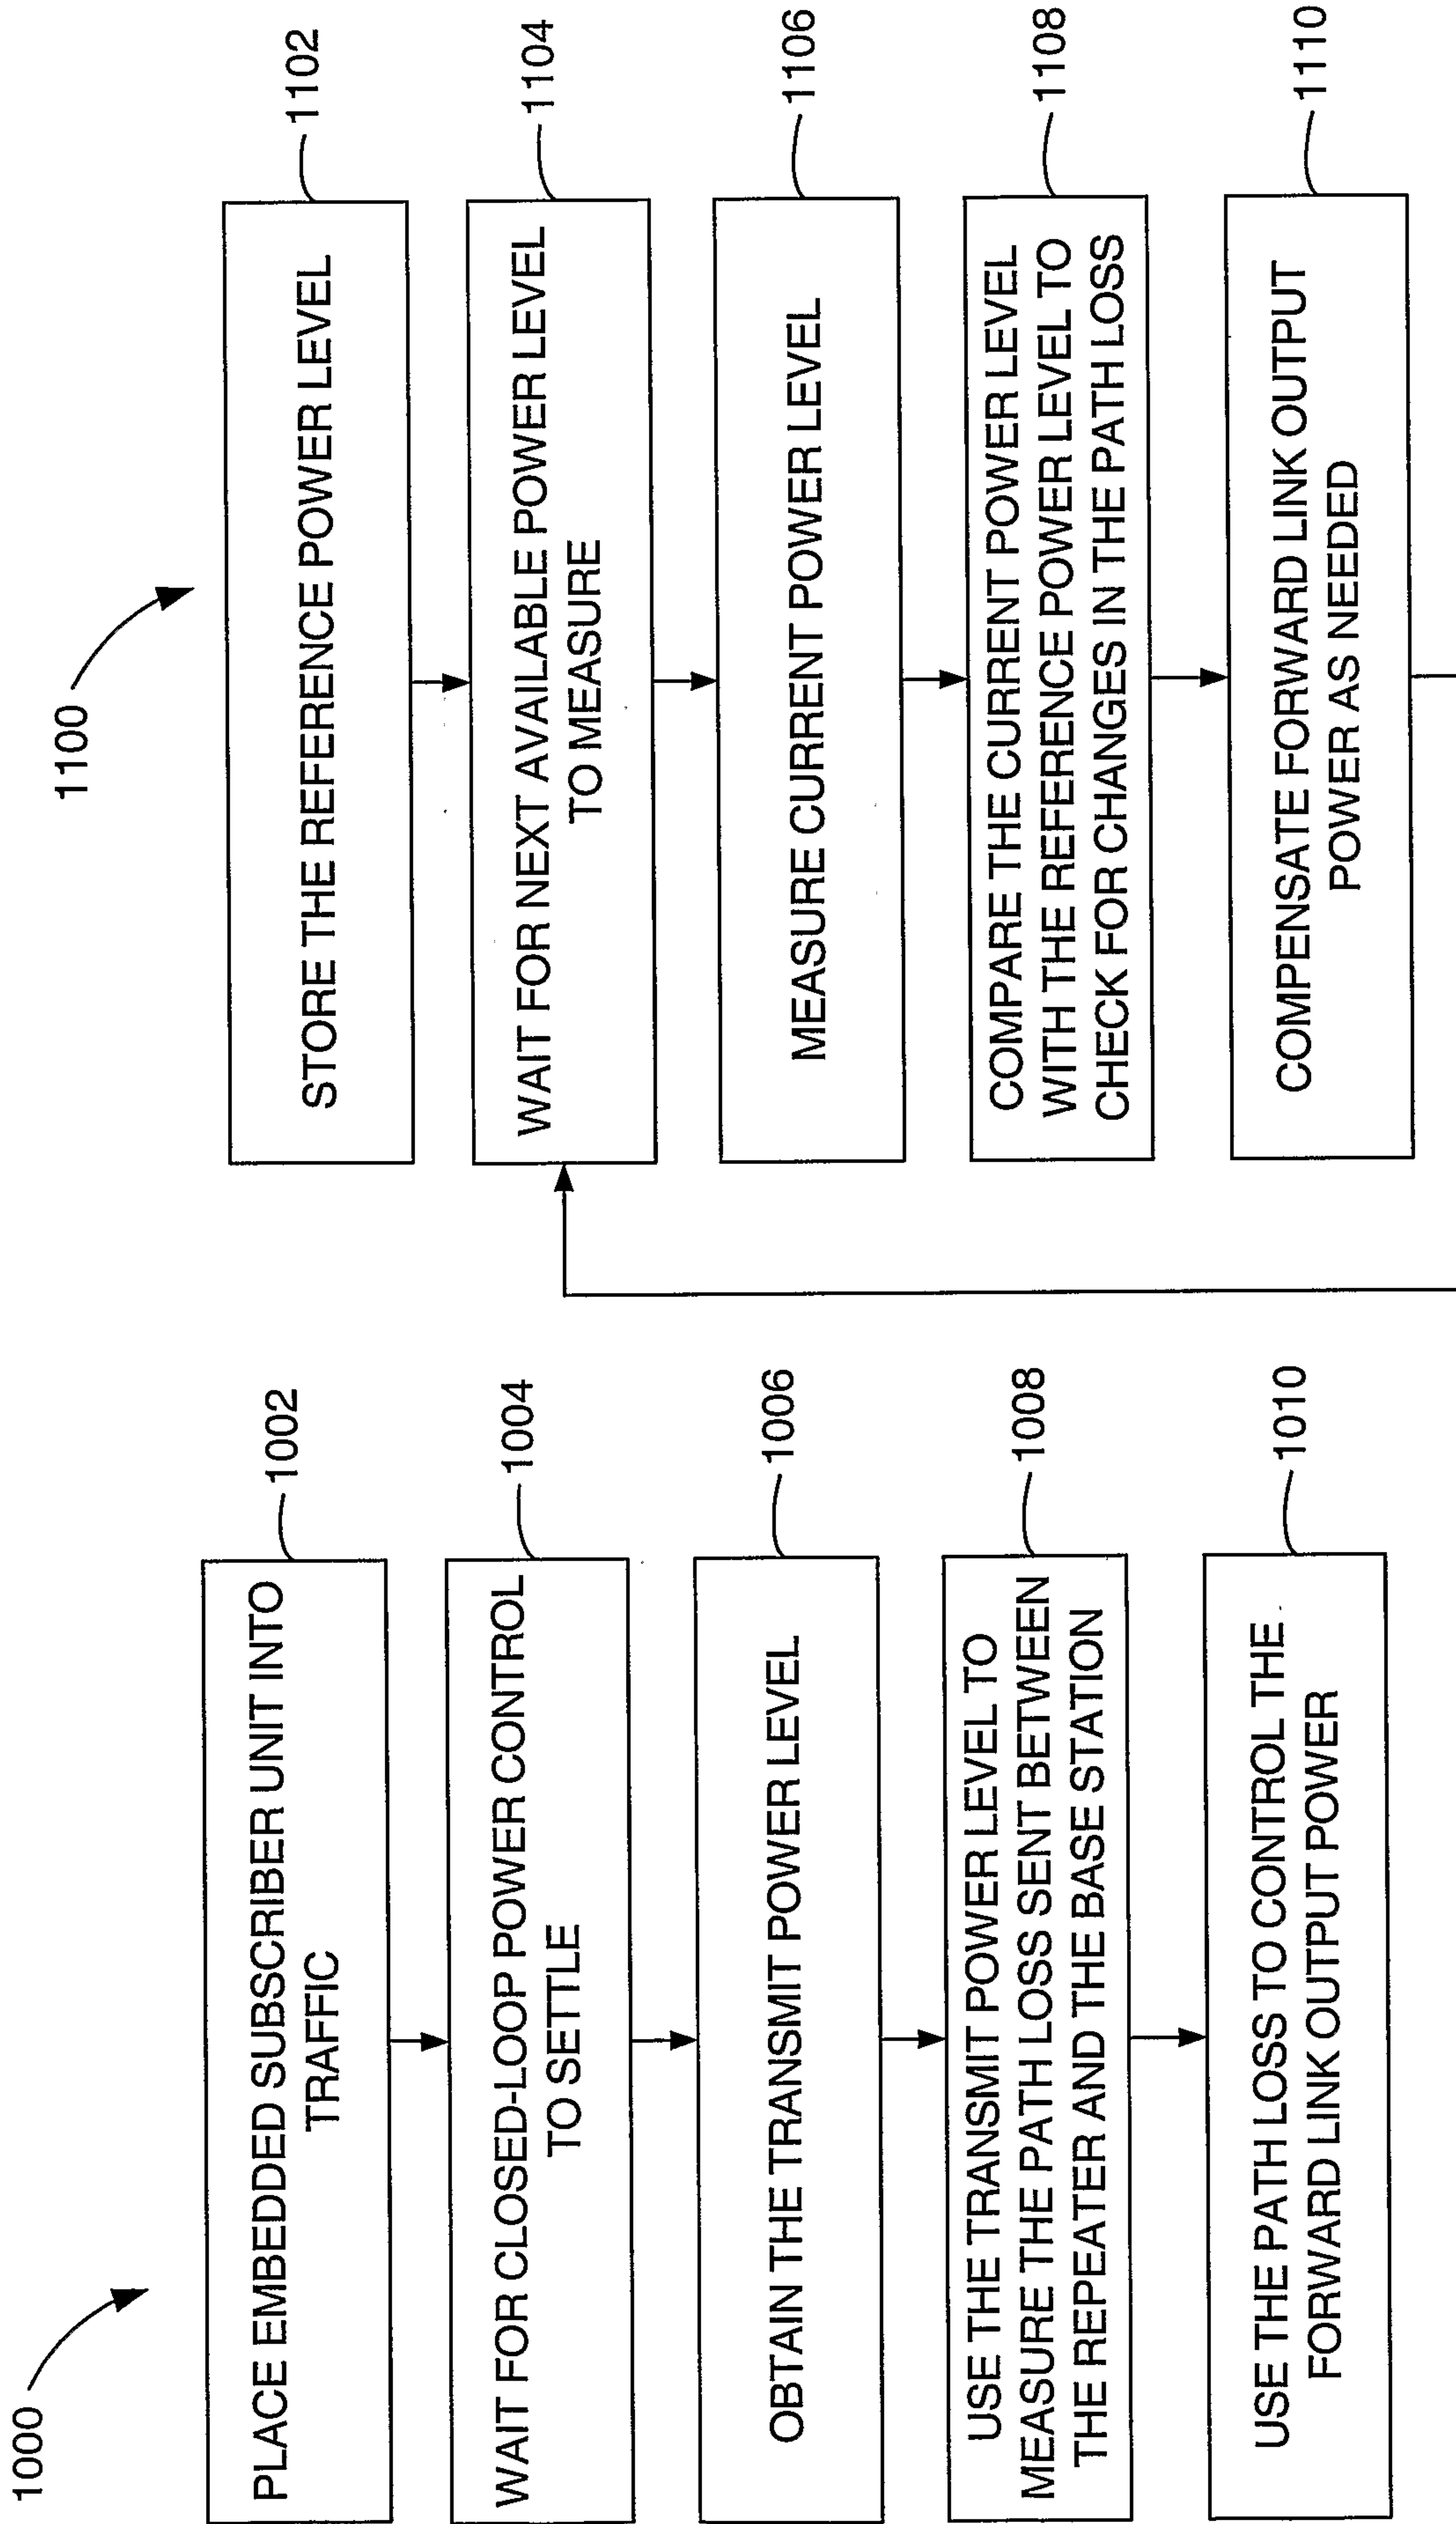 1000
PLACE EMBEDDED SUBSCRIBER UNIT INTO
TRAFFIC
1002
WAIT FOR CLOSED-LOOP POWER CONTROL
TO SETTLE
1004
OBTAIN THE TRANSMIT POWER LEVEL
1006
USE THE TRANSMIT POWER LEVEL TO
MEASURE THE PATH LOSS SENT BETWEEN
THE REPEATER AND THE BASE STATION
1008
USE THE PATH LOSS TO CONTROL THE
FORWARD LINK OUTPUT POWER
1010
1100
STORE THE REFERENCE POWER LEVEL
1102
WAIT FOR NEXT AVAILABLE POWER LEVEL
TO MEASURE
1104
MEASURE CURRENT POWER LEVEL
1106
COMPARE THE CURRENT POWER LEVEL
WITH THE REFERENCE POWER LEVEL TO
CHECK FOR CHANGES IN THE PATH LOSS
1108
COMPENSATE FORWARD LINK OUTPUT
POWER AS NEEDED
1110